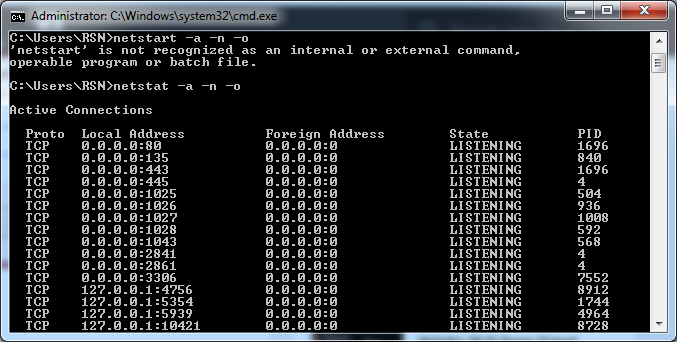 Administrator: C:\Windows\system32\cmd.exe
C:\Users\RSN>netstart -a -n -o
'netstart' is not recognized as an internal or external command,
operable program or batch file.
C:\Users\RSN>netstat -a -n -o
Active Connections
Proto Local Address Foreign Address State PID
TCP 0.0.0.0:80 0.0.0.0:0 LISTENING 1696
TCP 0.0.0.0:135 0.0.0.0:0 LISTENING 840
TCP 0.0.0.0:443 0.0.0.0:0 LISTENING 1696
TCP 0.0.0.0:445 0.0.0.0:0 LISTENING 4
TCP 0.0.0.0:1025 0.0.0.0:0 LISTENING 504
TCP 0.0.0.0:1026 0.0.0.0:0 LISTENING 936
TCP 0.0.0.0:1027 0.0.0.0:0 LISTENING 1008
TCP 0.0.0.0:1028 0.0.0.0:0 LISTENING 592
TCP 0.0.0.0:1043 0.0.0.0:0 LISTENING 568
TCP 0.0.0.0:2841 0.0.0.0:0 LISTENING 4
TCP 0.0.0.0:2861 0.0.0.0:0 LISTENING 4
TCP 0.0.0.0:3306 0.0.0.0:0 LISTENING 7552
TCP 127.0.0.1:4756 0.0.0.0:0 LISTENING 8912
TCP 127.0.0.1:5354 0.0.0.0:0 LISTENING 1744
TCP 127.0.0.1:5939 0.0.0.0:0 LISTENING 4964
TCP 127.0.0.1:10421 0.0.0.0:0 LISTENING 8728